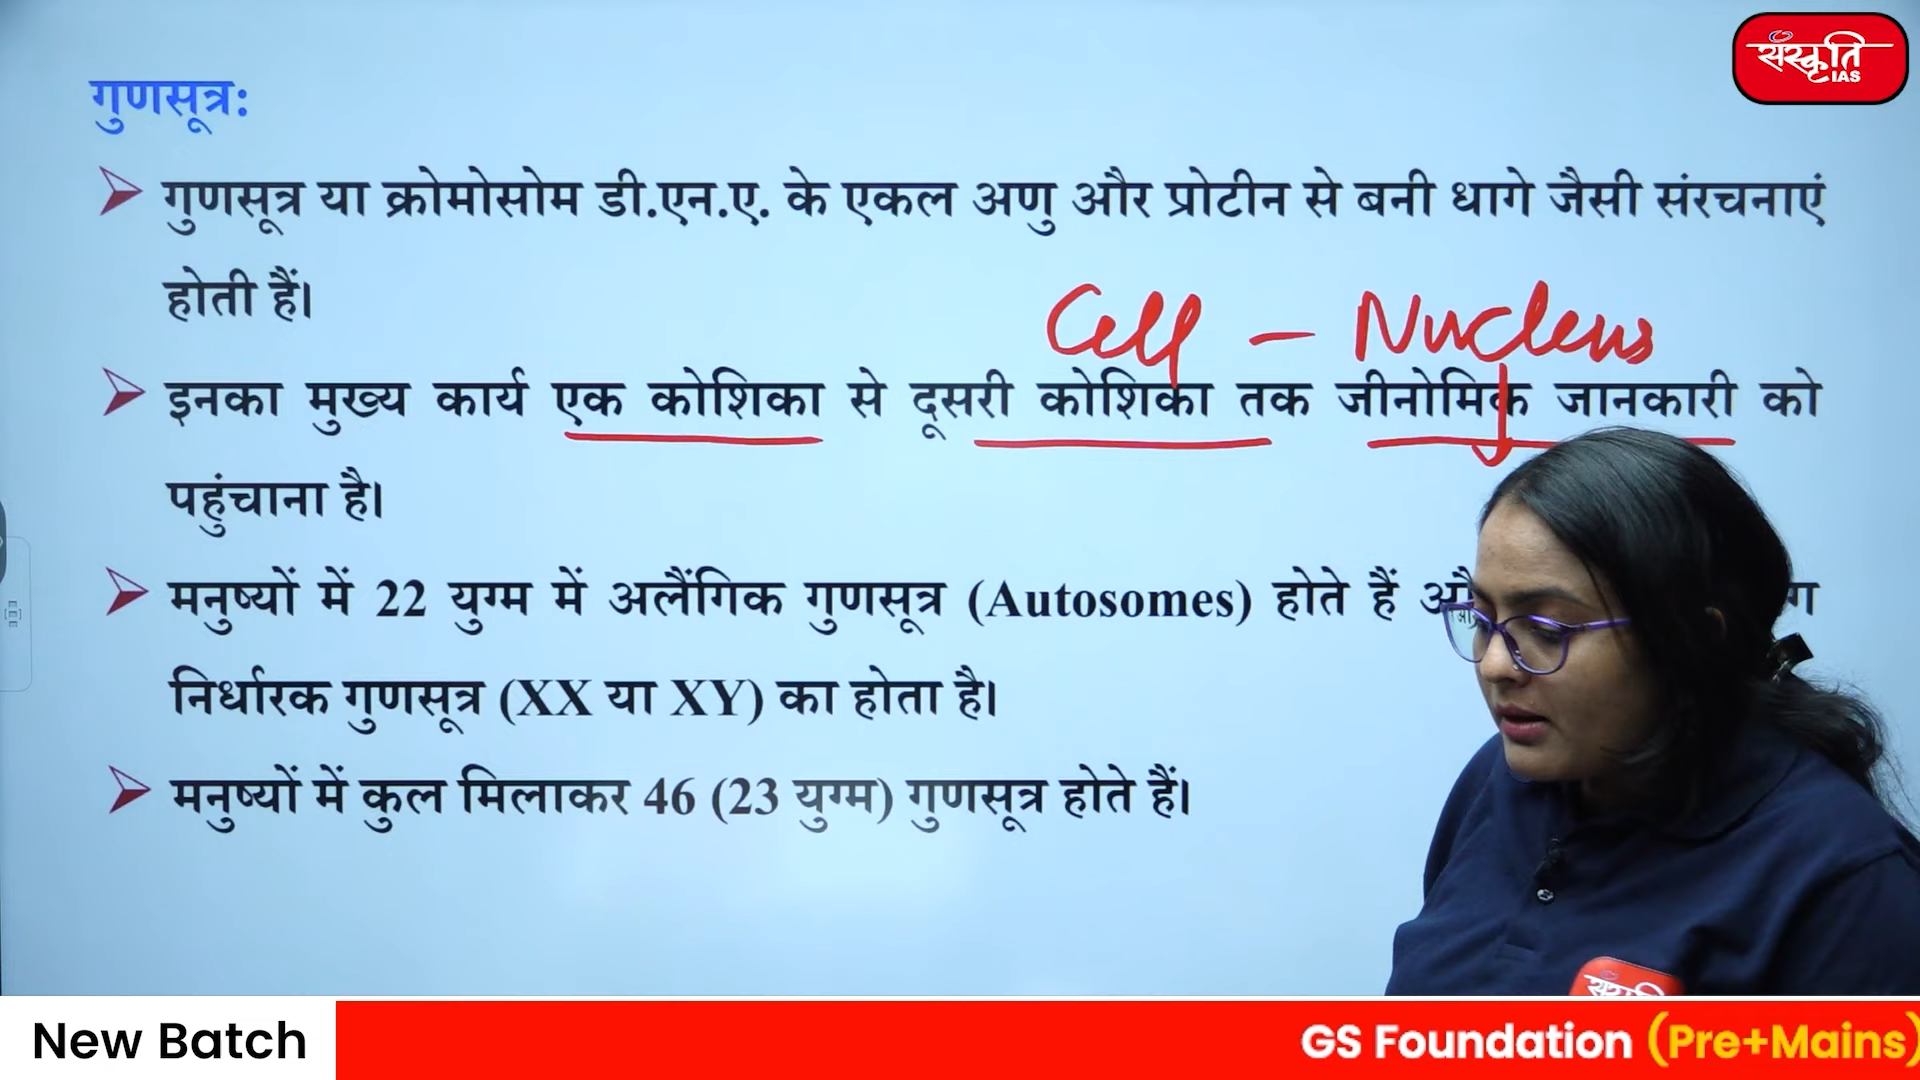 संस्कृति
IAS
गुणसूत्र:
गुणसूत्र या क्रोमोसोम डी.एन.ए. के एकल अणु और प्रोटीन से बनी धागे जैसी संरचनाएं
होती हैं।
Cell – Nucleus
इनका मुख्य कार्य एक कोशिका से दूसरी कोशिका तक जीनोमिक जानकारी को
पहुंचाना है।
मनुष्यों में 22 युग्म में अलैंगिक गुणसूत्र (Autosomes) होते हैं
निर्धारक गुणसूत्र (XX या XY) का होता है।
मनुष्यों में कुल मिलाकर 46 (23 युग्म) गुणसूत्र होते हैं।
New Batch
GS Foundation (Pre+Mains)